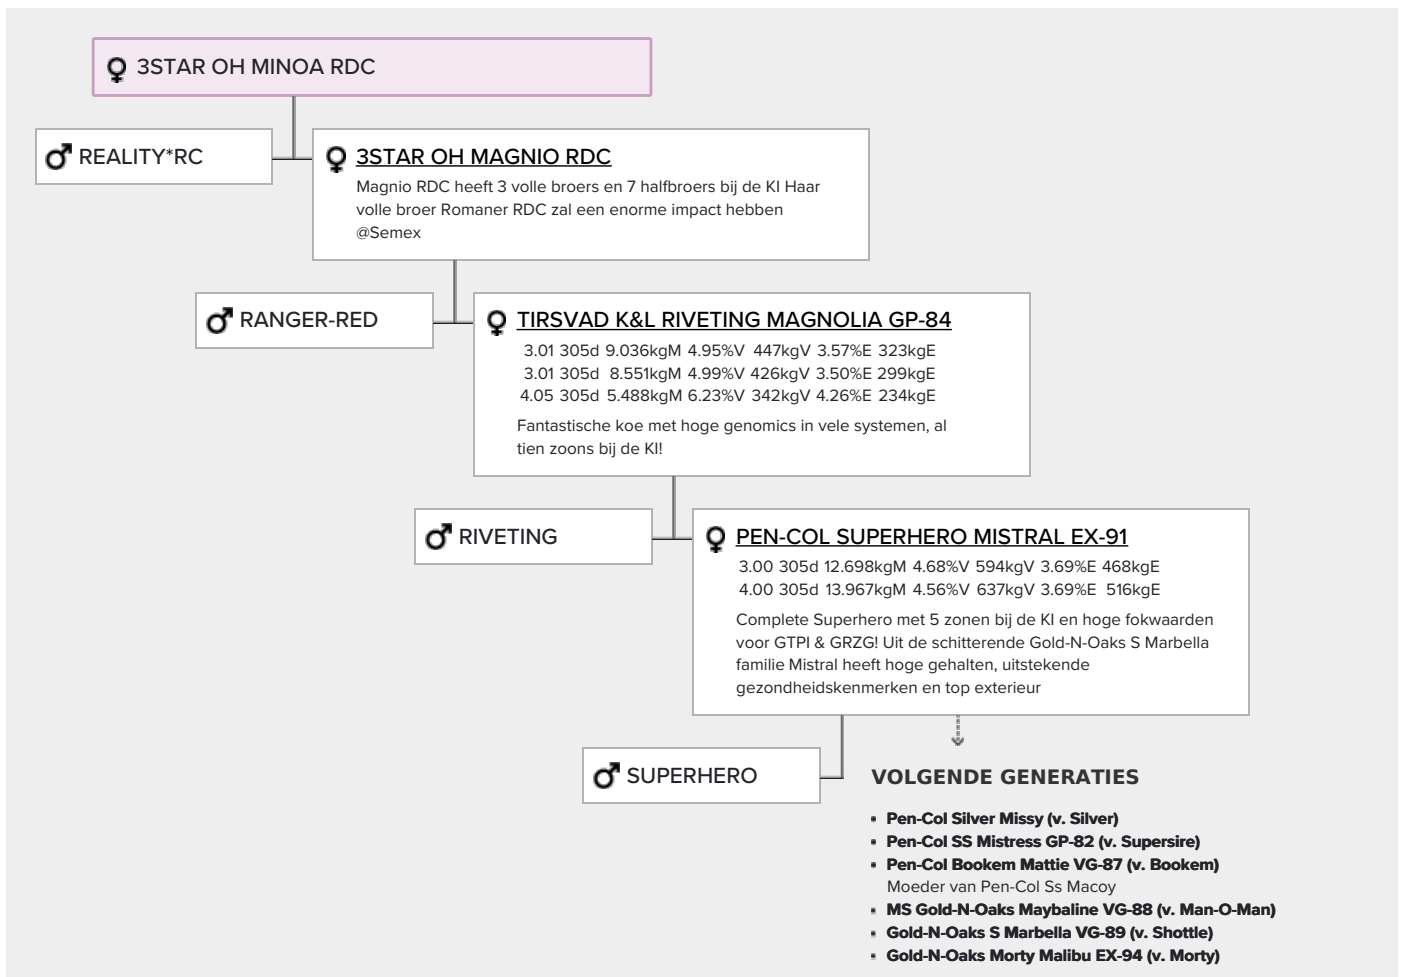 3STAR OH MINOA RDC
REALITY*RC
3STAR OH MAGNIO RDC
Magnio RDC heeft 3 volle broers en 7 halfbroers bij de KI Haar
volle broer Romaner RDC zal een enorme impact hebben
@Semex
RANGER-RED
TIRSVAD K&L RIVETING MAGNOLIA GP-84
3.01 305d 9.036kgM 4.95%V 447kgV 3.57%E 323kgE
3.01 305d 8.551kgM 4.99%V 426kgV 3.50%E 299kgE
4.05 305d 5.488kgM 6.23%V 342kgV 4.26%E 234kgE
Fantastische koe met hoge genomics in vele systemen, al
tien zoons bij de KI!
RIVETING
PEN-COL SUPERHERO MISTRAL EX-91
3.00 305d 12.698kgM 4.68%V 594kgV 3.69%E 468kgE
4.00 305d 13.967kgM 4.56%V 637kgV 3.69%E 516kgE
Complete Superhero met 5 zonen bij de KI en hoge fokwaarden
voor GTPI & GRZG! Uit de schitterende Gold-N-Oaks S Marbella
familie Mistral heeft hoge gehalten, uitstekende
gezondheidskenmerken en top exterieur
SUPERHERO
VOLGENDE GENERATIES
Pen-Col Silver Missy (v. Silver)
Pen-Col SS Mistress GP-82 (v. Supersire)
Pen-Col Bookem Mattie VG-87 (v. Bookem)
Moeder van Pen-Col Ss Macoy
MS Gold-N-Oaks Maybaline VG-88 (v. Man-O-Man)
Gold-N-Oaks S Marbella VG-89 (v. Shottle)
Gold-N-Oaks Morty Malibu EX-94 (v. Morty)